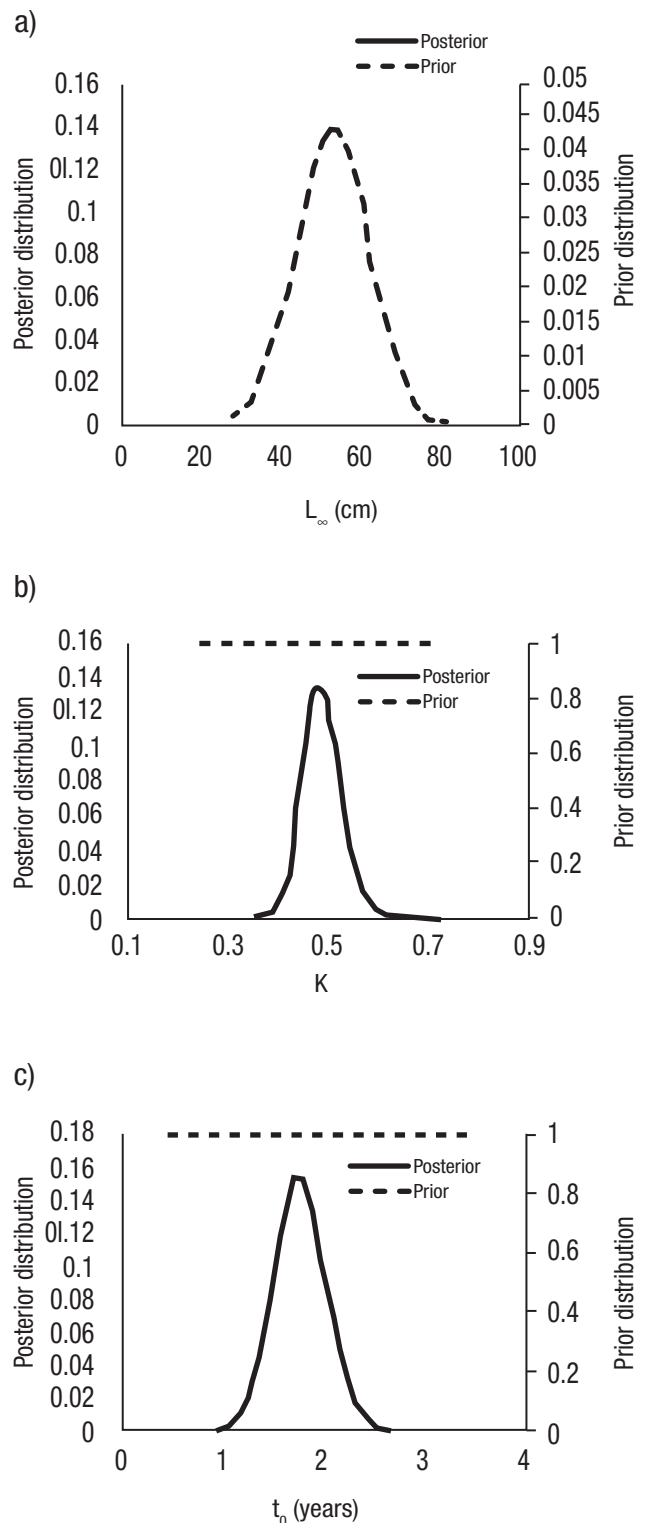 a)
Posterior
Prior
0.16
0.14
0l.12
0.1
0.08
0.06
0.04
0.02
0
Posterior distribution
0.05
0.045
0.04
0.035
0.03
0.025
0.02
0.015
0.01
0.005
0
Prior distribution
0 20 40 60 80 100
L∞ (cm)
b)
Posterior
Prior
0.16
0.14
0l.12
0.1
0.08
0.06
0.04
0.02
0
Posterior distribution
1
0.8
0.6
0.4
0.2
0
Prior distribution
0.1 0.3 0.5 0.7 0.9
K
c)
Posterior
Prior
0.18
0.16
0.14
0l.12
0.1
0.08
0.06
0.04
0.02
0
Posterior distribution
1
0.8
0.6
0.4
0.2
0
Prior distribution
0 1 2 3 4
t0 (years)